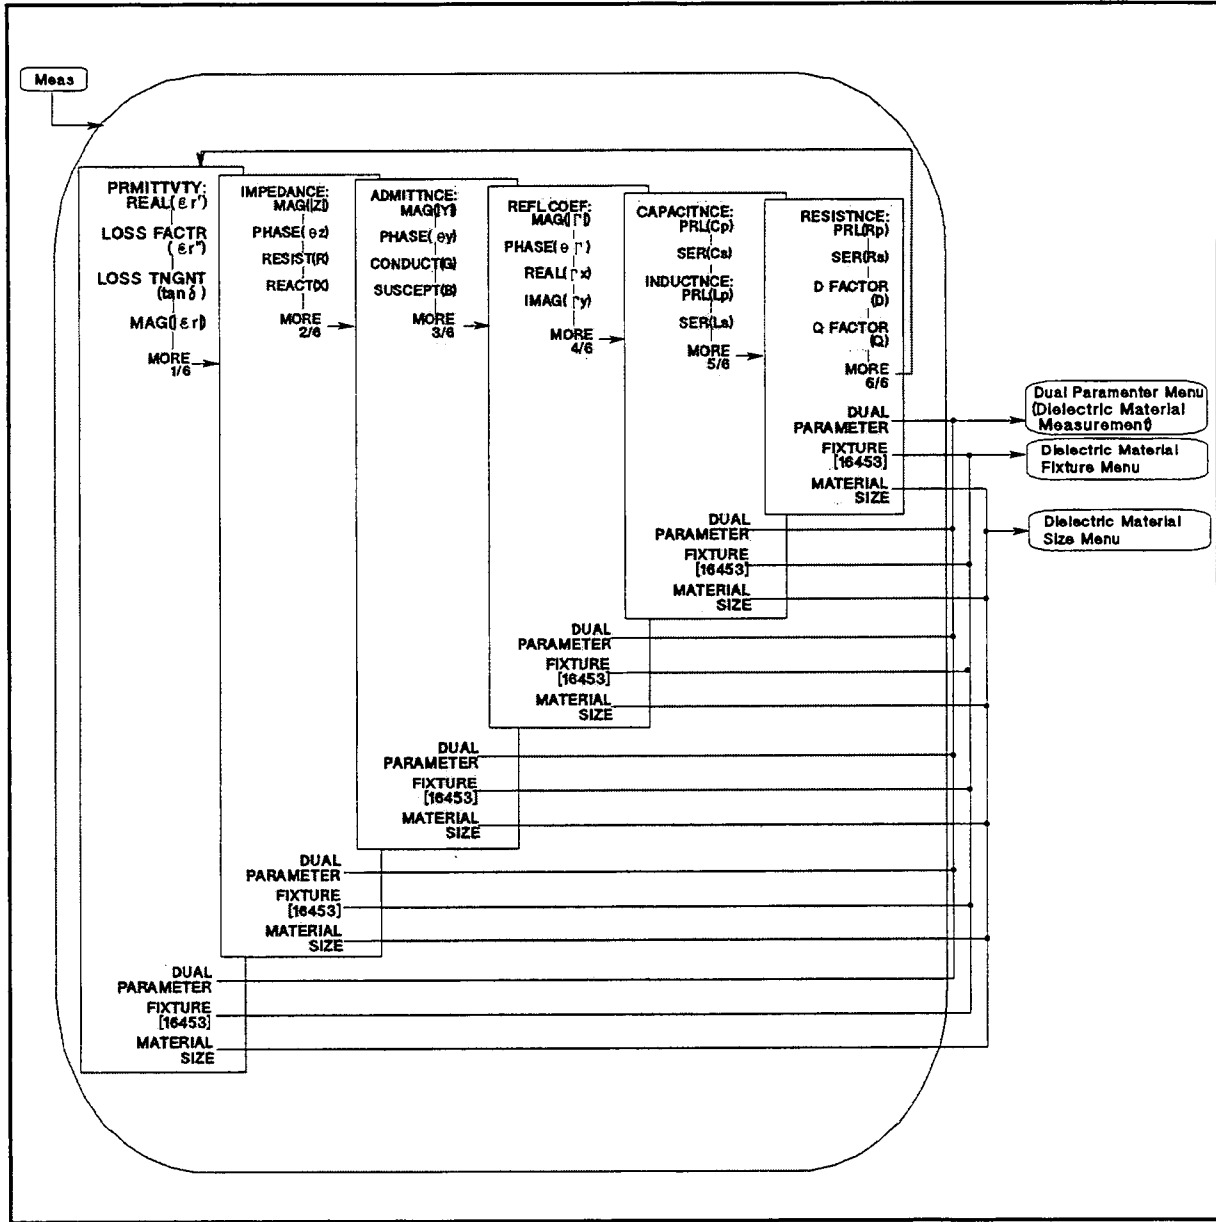 Meas
PRMITTVTY:
REAL(εr')
LOSS FACTR
(εr")
LOSS TNGNT
(tanδ)
MAG(|εr|)
MORE
1/6
DUAL
PARAMETER
FIXTURE
[16453]
MATERIAL
SIZE
IMPEDANCE:
MAG(|Z|)
PHASE(θz)
RESIST(R)
REACT(X)
MORE
2/6
DUAL
PARAMETER
FIXTURE
[16453]
MATERIAL
SIZE
ADMITTNCE:
MAG(|Y|)
PHASE(θy)
CONDUCT(G)
SUSCEPT(B)
MORE
3/6
DUAL
PARAMETER
FIXTURE
[16453]
MATERIAL
SIZE
REFL.COEF:
MAG(|Γ|)
PHASE(θΓ)
REAL(Γx)
IMAG(Γy)
MORE
4/6
DUAL
PARAMETER
FIXTURE
[16453]
MATERIAL
SIZE
CAPACITNCE:
PRL(Cp)
SER(Cs)
INDUCTNCE:
PRL(Lp)
SER(Ls)
MORE
5/6
DUAL
PARAMETER
FIXTURE
[16453]
MATERIAL
SIZE
RESISTNCE:
PRL(Rp)
SER(Rs)
D FACTOR
(D)
Q FACTOR
(Q)
MORE
6/6
DUAL
PARAMETER
FIXTURE
[16453]
MATERIAL
SIZE
Dual Paramenter Menu
(Dielectric Material
Measurement)
Dielectric Material
Fixture Menu
Dielectric Material
Size Menu